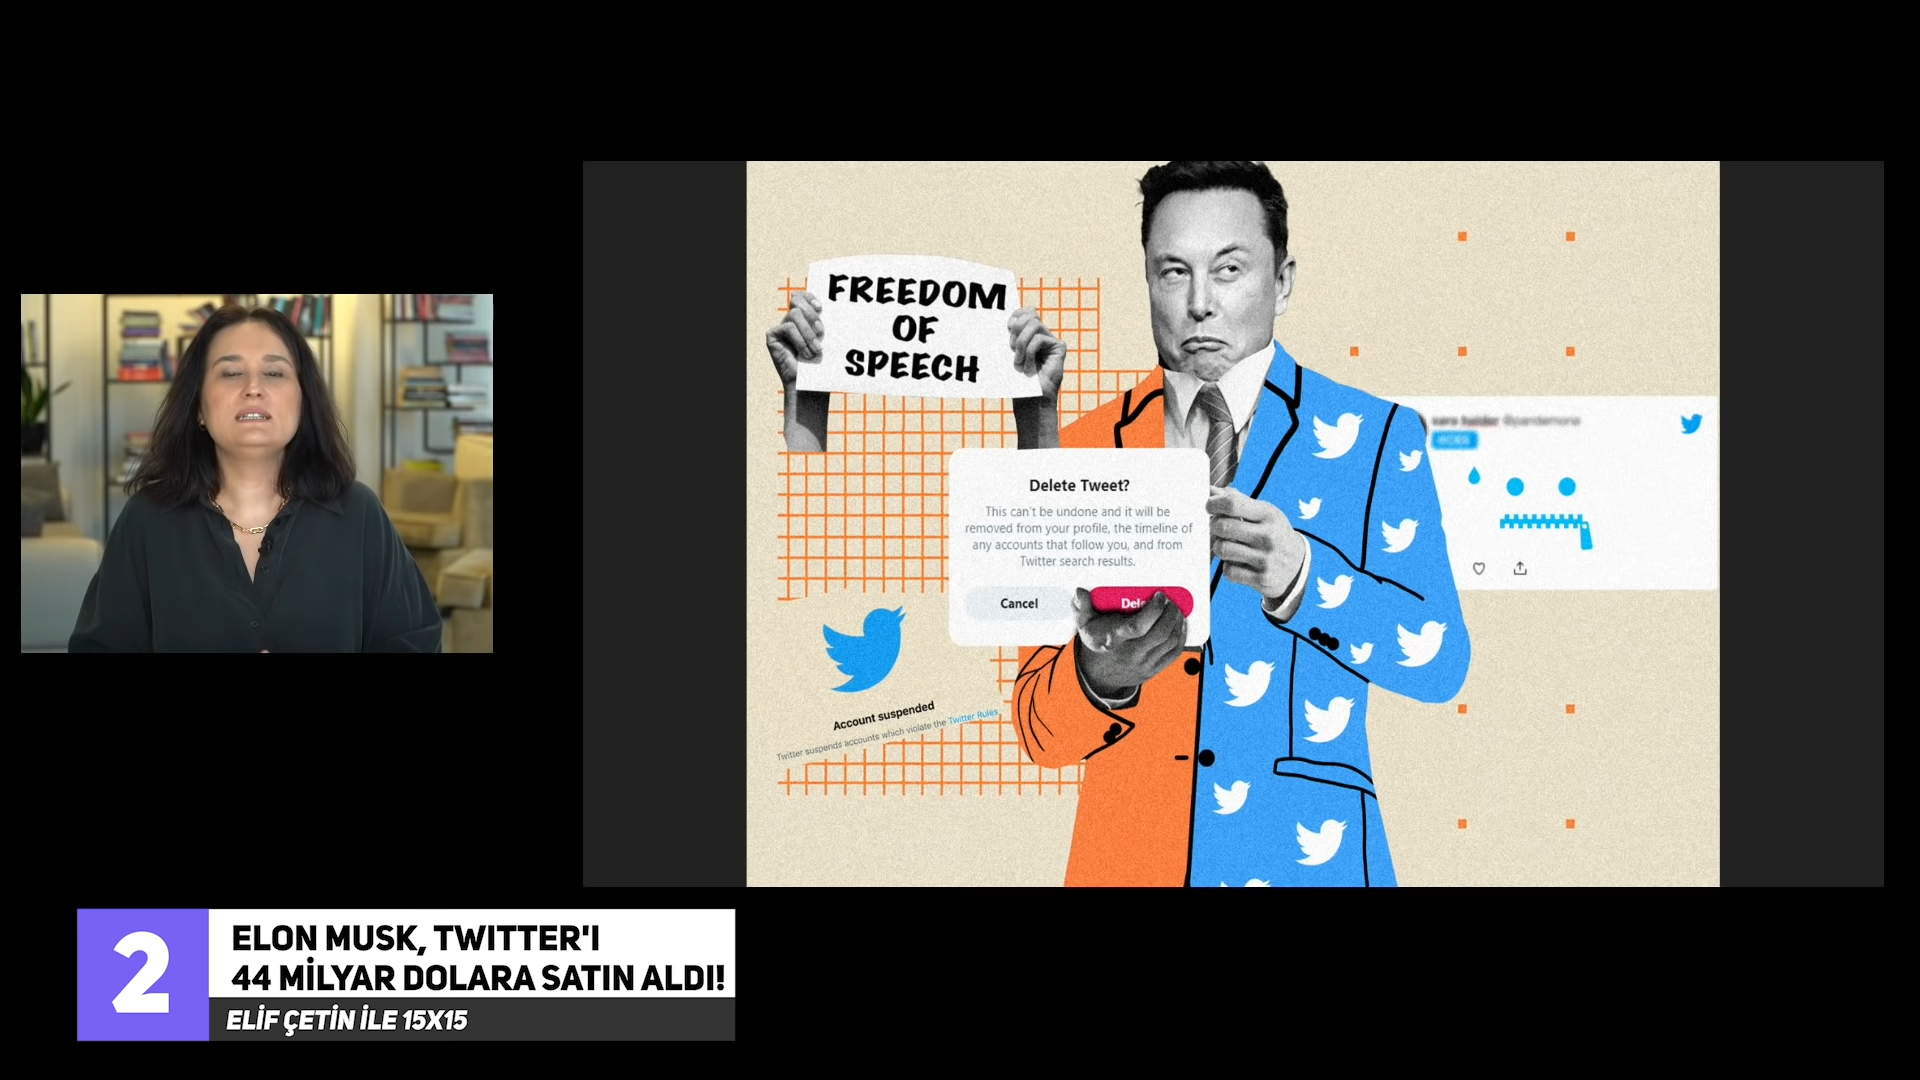 FREEDOM
OF
SPEECH
Delete Tweet?
This can't be undone and it will be
removed from your profile, the timeline of
any accounts that follow you, and from
Twitter search results.
Cancel
Account suspended
Twitter suspends accounts which violate the Twitter Rules
2
ELON MUSK, TWITTER'I
44 MİLYAR DOLARA SATIN ALDI!
ELİF ÇETİN İLE 15X15